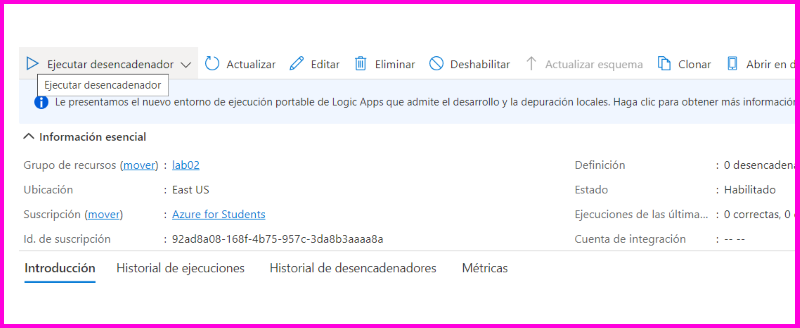 Ejecutar desencadenador Actualizar Editar Eliminar Deshabilitar Actualizar esquema Clonar Abrir en d
Ejecutar desencadenador
Le presentamos el nuevo entorno de ejecución portable de Logic Apps que admite el desarrollo y la depuración locales. Haga clic para obtener más información
Información esencial
Grupo de recursos (mover) : lab02 Definición : 0 desencadena
Ubicación : East US Estado : Habilitado
Suscripción (mover) : Azure for Students Ejecuciones de las última... : 0 correctas, 0
Id. de suscripción : 92ad8a08-168f-4b75-957c-3da8b3aaaa8a Cuenta de integración : -- --
Introducción Historial de ejecuciones Historial de desencadenadores Métricas